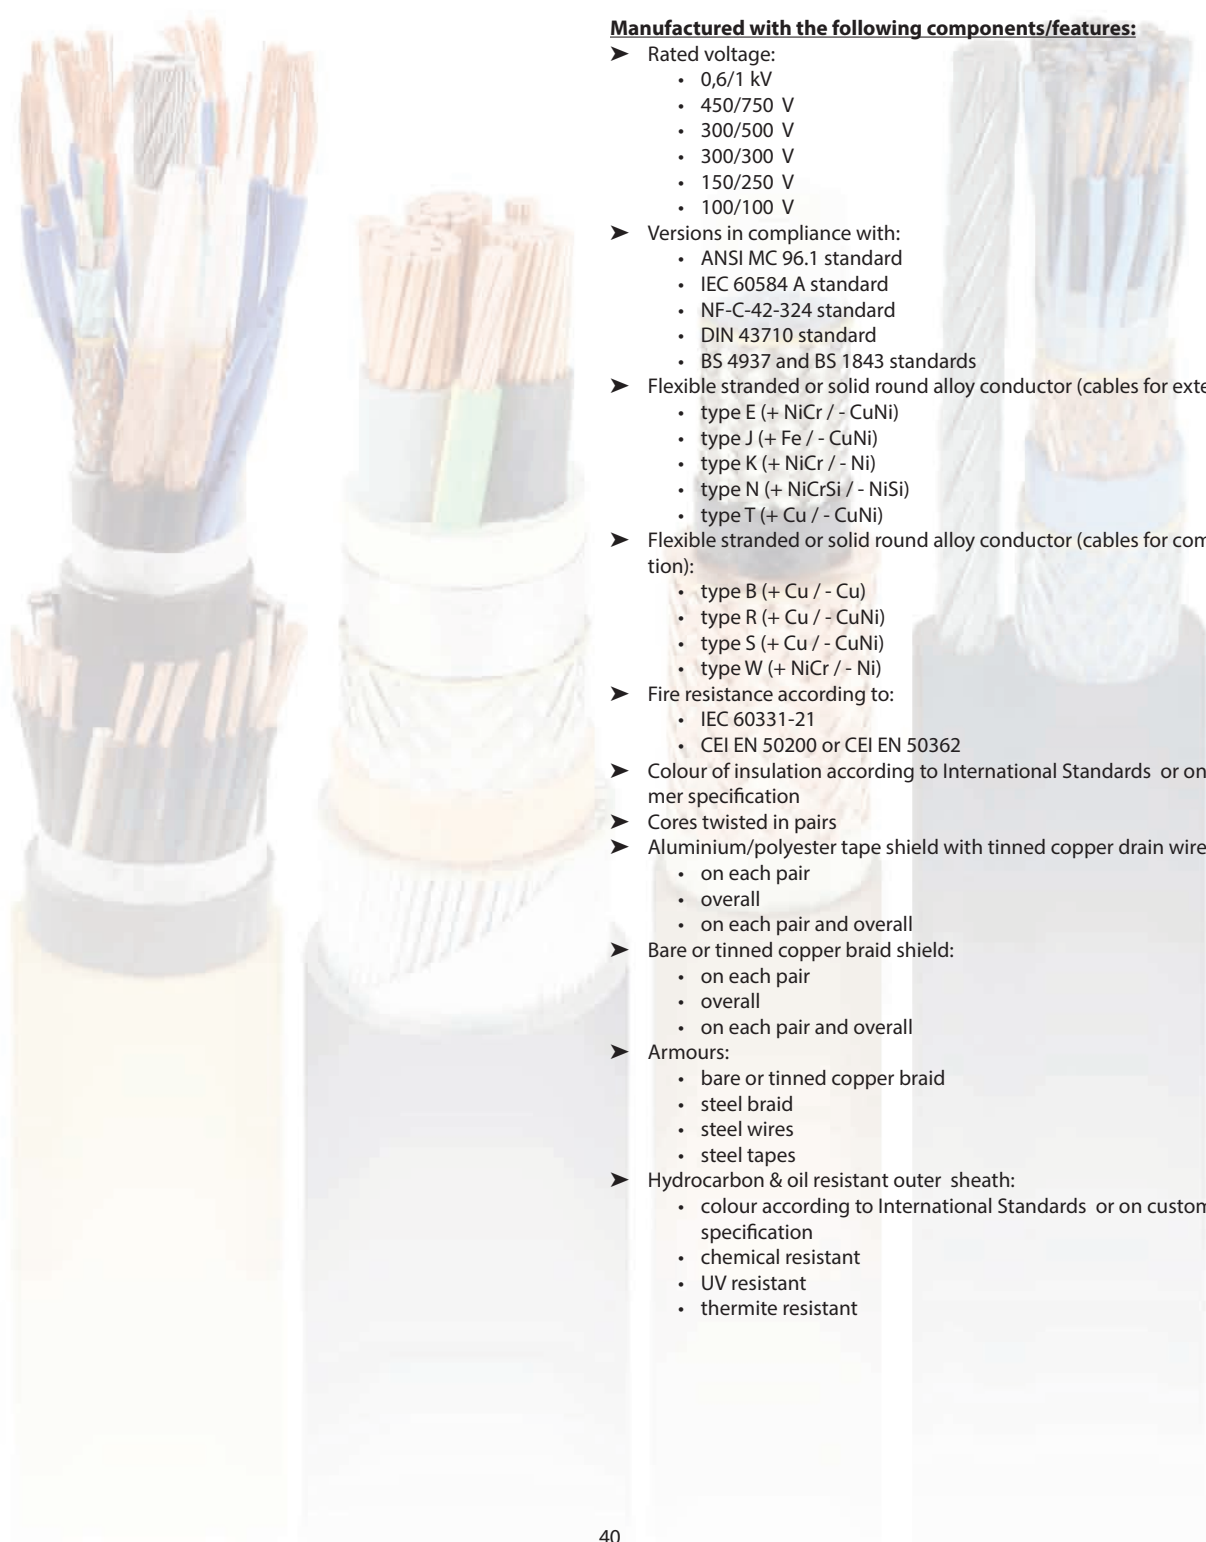 Manufactured with the following components/features:
➤ Rated voltage:
• 0,6/1 kV
• 450/750 V
• 300/500 V
• 300/300 V
• 150/250 V
• 100/100 V
➤ Versions in compliance with:
• ANSI MC 96.1 standard
• IEC 60584 A standard
• NF-C-42-324 standard
• DIN 43710 standard
• BS 4937 and BS 1843 standards
➤ Flexible stranded or solid round alloy conductor (cables for exte
• type E (+ NiCr / - CuNi)
• type J (+ Fe / - CuNi)
• type K (+ NiCr / - Ni)
• type N (+ NiCrSi / - NiSi)
• type T (+ Cu / - CuNi)
➤ Flexible stranded or solid round alloy conductor (cables for com
tion):
• type B (+ Cu / - Cu)
• type R (+ Cu / - CuNi)
• type S (+ Cu / - CuNi)
• type W (+ NiCr / - Ni)
➤ Fire resistance according to:
• IEC 60331-21
• CEI EN 50200 or CEI EN 50362
➤ Colour of insulation according to International Standards or on
mer specification
➤ Cores twisted in pairs
➤ Aluminium/polyester tape shield with tinned copper drain wire
• on each pair
• overall
• on each pair and overall
➤ Bare or tinned copper braid shield:
• on each pair
• overall
• on each pair and overall
➤ Armours:
• bare or tinned copper braid
• steel braid
• steel wires
• steel tapes
➤ Hydrocarbon & oil resistant outer sheath:
• colour according to International Standards or on custom
specification
• chemical resistant
• UV resistant
• thermite resistant
40